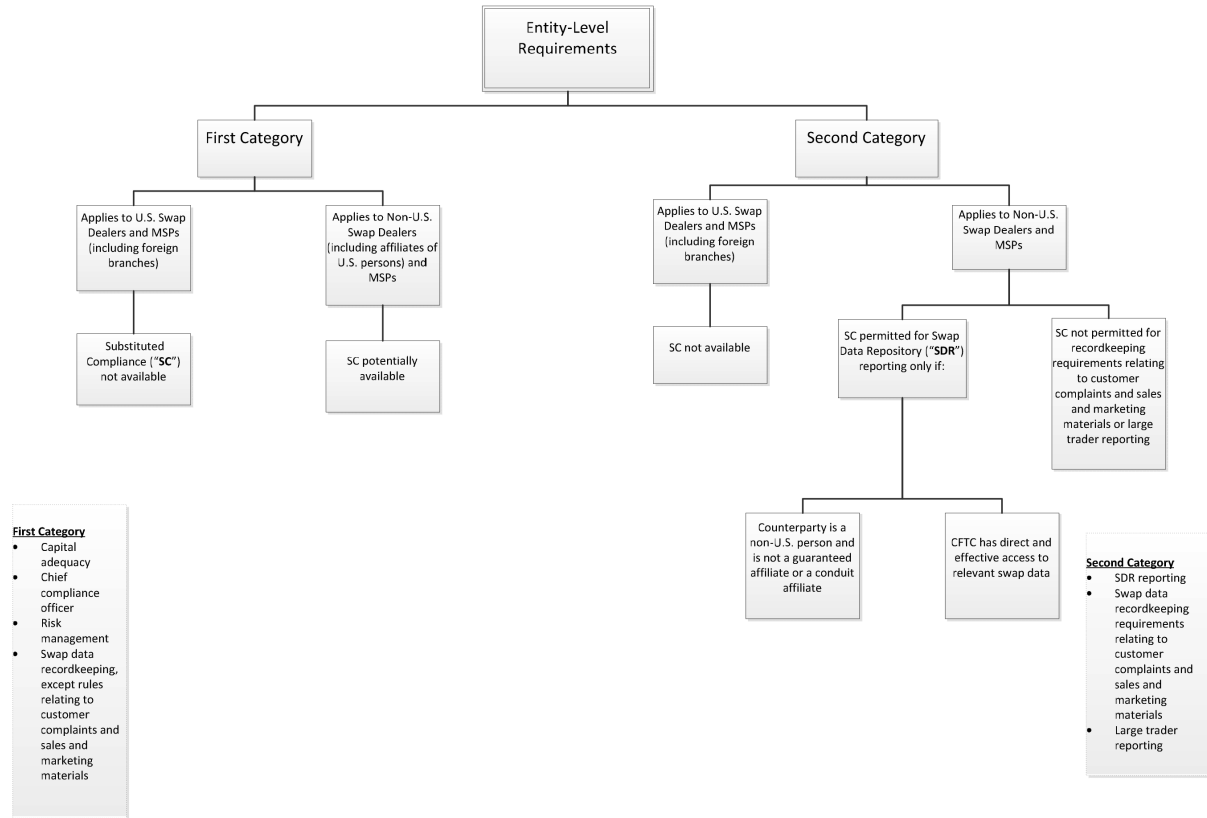 Entity-Level
Requirements
First Category
Second Category
Applies to U.S. Swap
Dealers and MSPs
(including foreign
branches)
Applies to Non-U.S.
Swap Dealers
(including affiliates of
U.S. persons) and
MSPs
Applies to U.S. Swap
Dealers and MSPs
(including foreign
branches)
Applies to Non-U.S.
Swap Dealers and
MSPs
Substituted
Compliance (“SC”)
not available
SC potentially
available
SC not available
SC permitted for Swap
Data Repository (“SDR”)
reporting only if:
SC not permitted for
recordkeeping
requirements relating
to customer
complaints and sales
and marketing
materials or large
trader reporting
Counterparty is a
non-U.S. person and
is not a guaranteed
affiliate or a conduit
affiliate
CFTC has direct and
effective access to
relevant swap data
First Category
• Capital
adequacy
• Chief
compliance
officer
• Risk
management
• Swap data
recordkeeping,
except rules
relating to
customer
complaints and
sales and
marketing
materials
Second Category
• SDR reporting
• Swap data
recordkeeping
requirements
relating to
customer
complaints and
sales and
marketing
materials
• Large trader
reporting